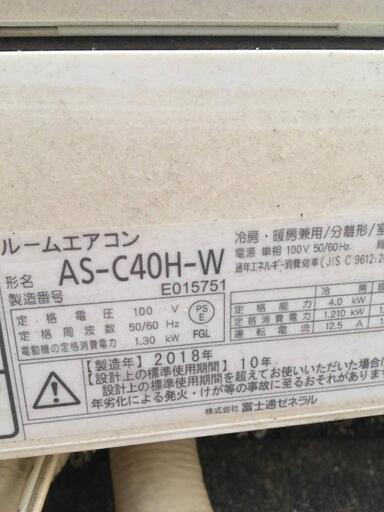 ルームエアコン
形名 AS-C40H-W
製造番号 E015751
定格電圧 100 V
定格周波数 50/60 Hz
電動機の定格消費電力 1.30 kW
PS
E
FGL
冷房・暖房兼用/分離形/室
電源 単相 100V 50/60Hz
通年エネルギー消費効率(JIS C 9612:20
冷 房
定格能力 4.0 kW
定格消費電力 1.210 kW
運転電流 12.5 A
【製造年】2018年
【設計上の標準使用期間】10年.
設計上の標準使用期間を超えてお使いいただいた場合は
年劣化による発火・けが等の事故に至るおそれがあります
株式会社 富士通ゼネラル